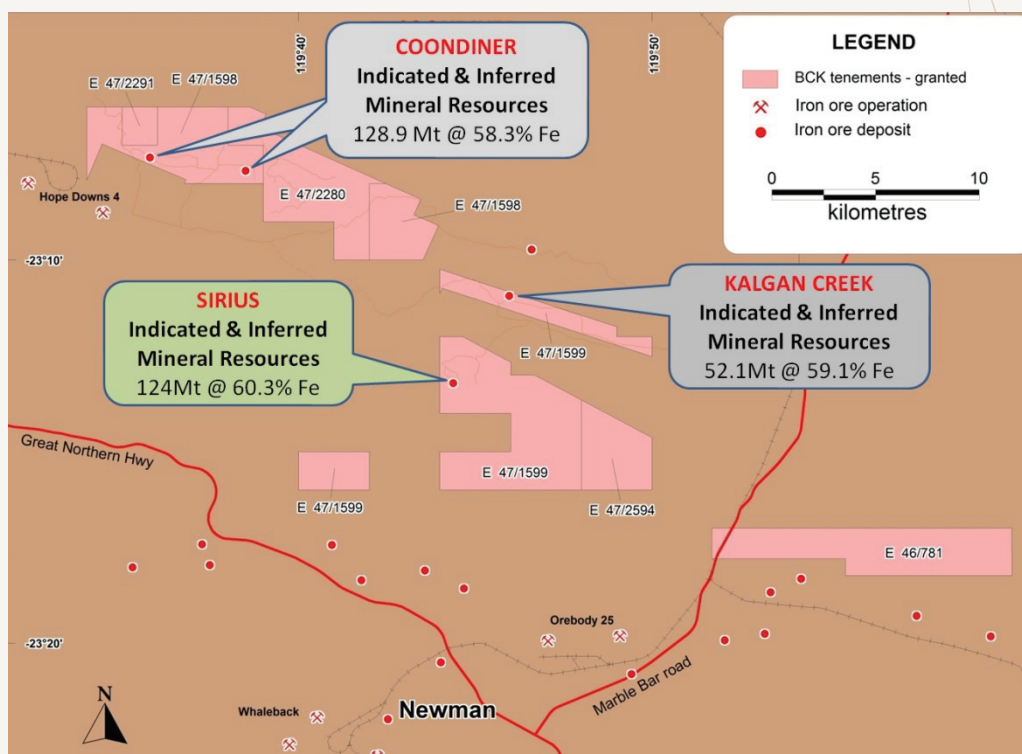 119°40'
119°50'
COONDINER
Indicated & Inferred
Mineral Resources
128.9 Mt @ 58.3% Fe
LEGEND
BCK tenements - granted
Iron ore operation
Iron ore deposit
0 5 10
kilometres
E 47/2291
E 47/1598
Hope Downs 4
E 47/2280
E 47/1598
-23°10'
SIRIUS
Indicated & Inferred
Mineral Resources
124Mt @ 60.3% Fe
KALGAN CREEK
Indicated & Inferred
Mineral Resources
52.1Mt @ 59.1% Fe
E 47/1599
Great Northern Hwy
E 47/1599
E 47/1599
E 47/2594
E 46/781
-23°20'
Orebody 25
Marble Bar road
Whaleback
Newman
N